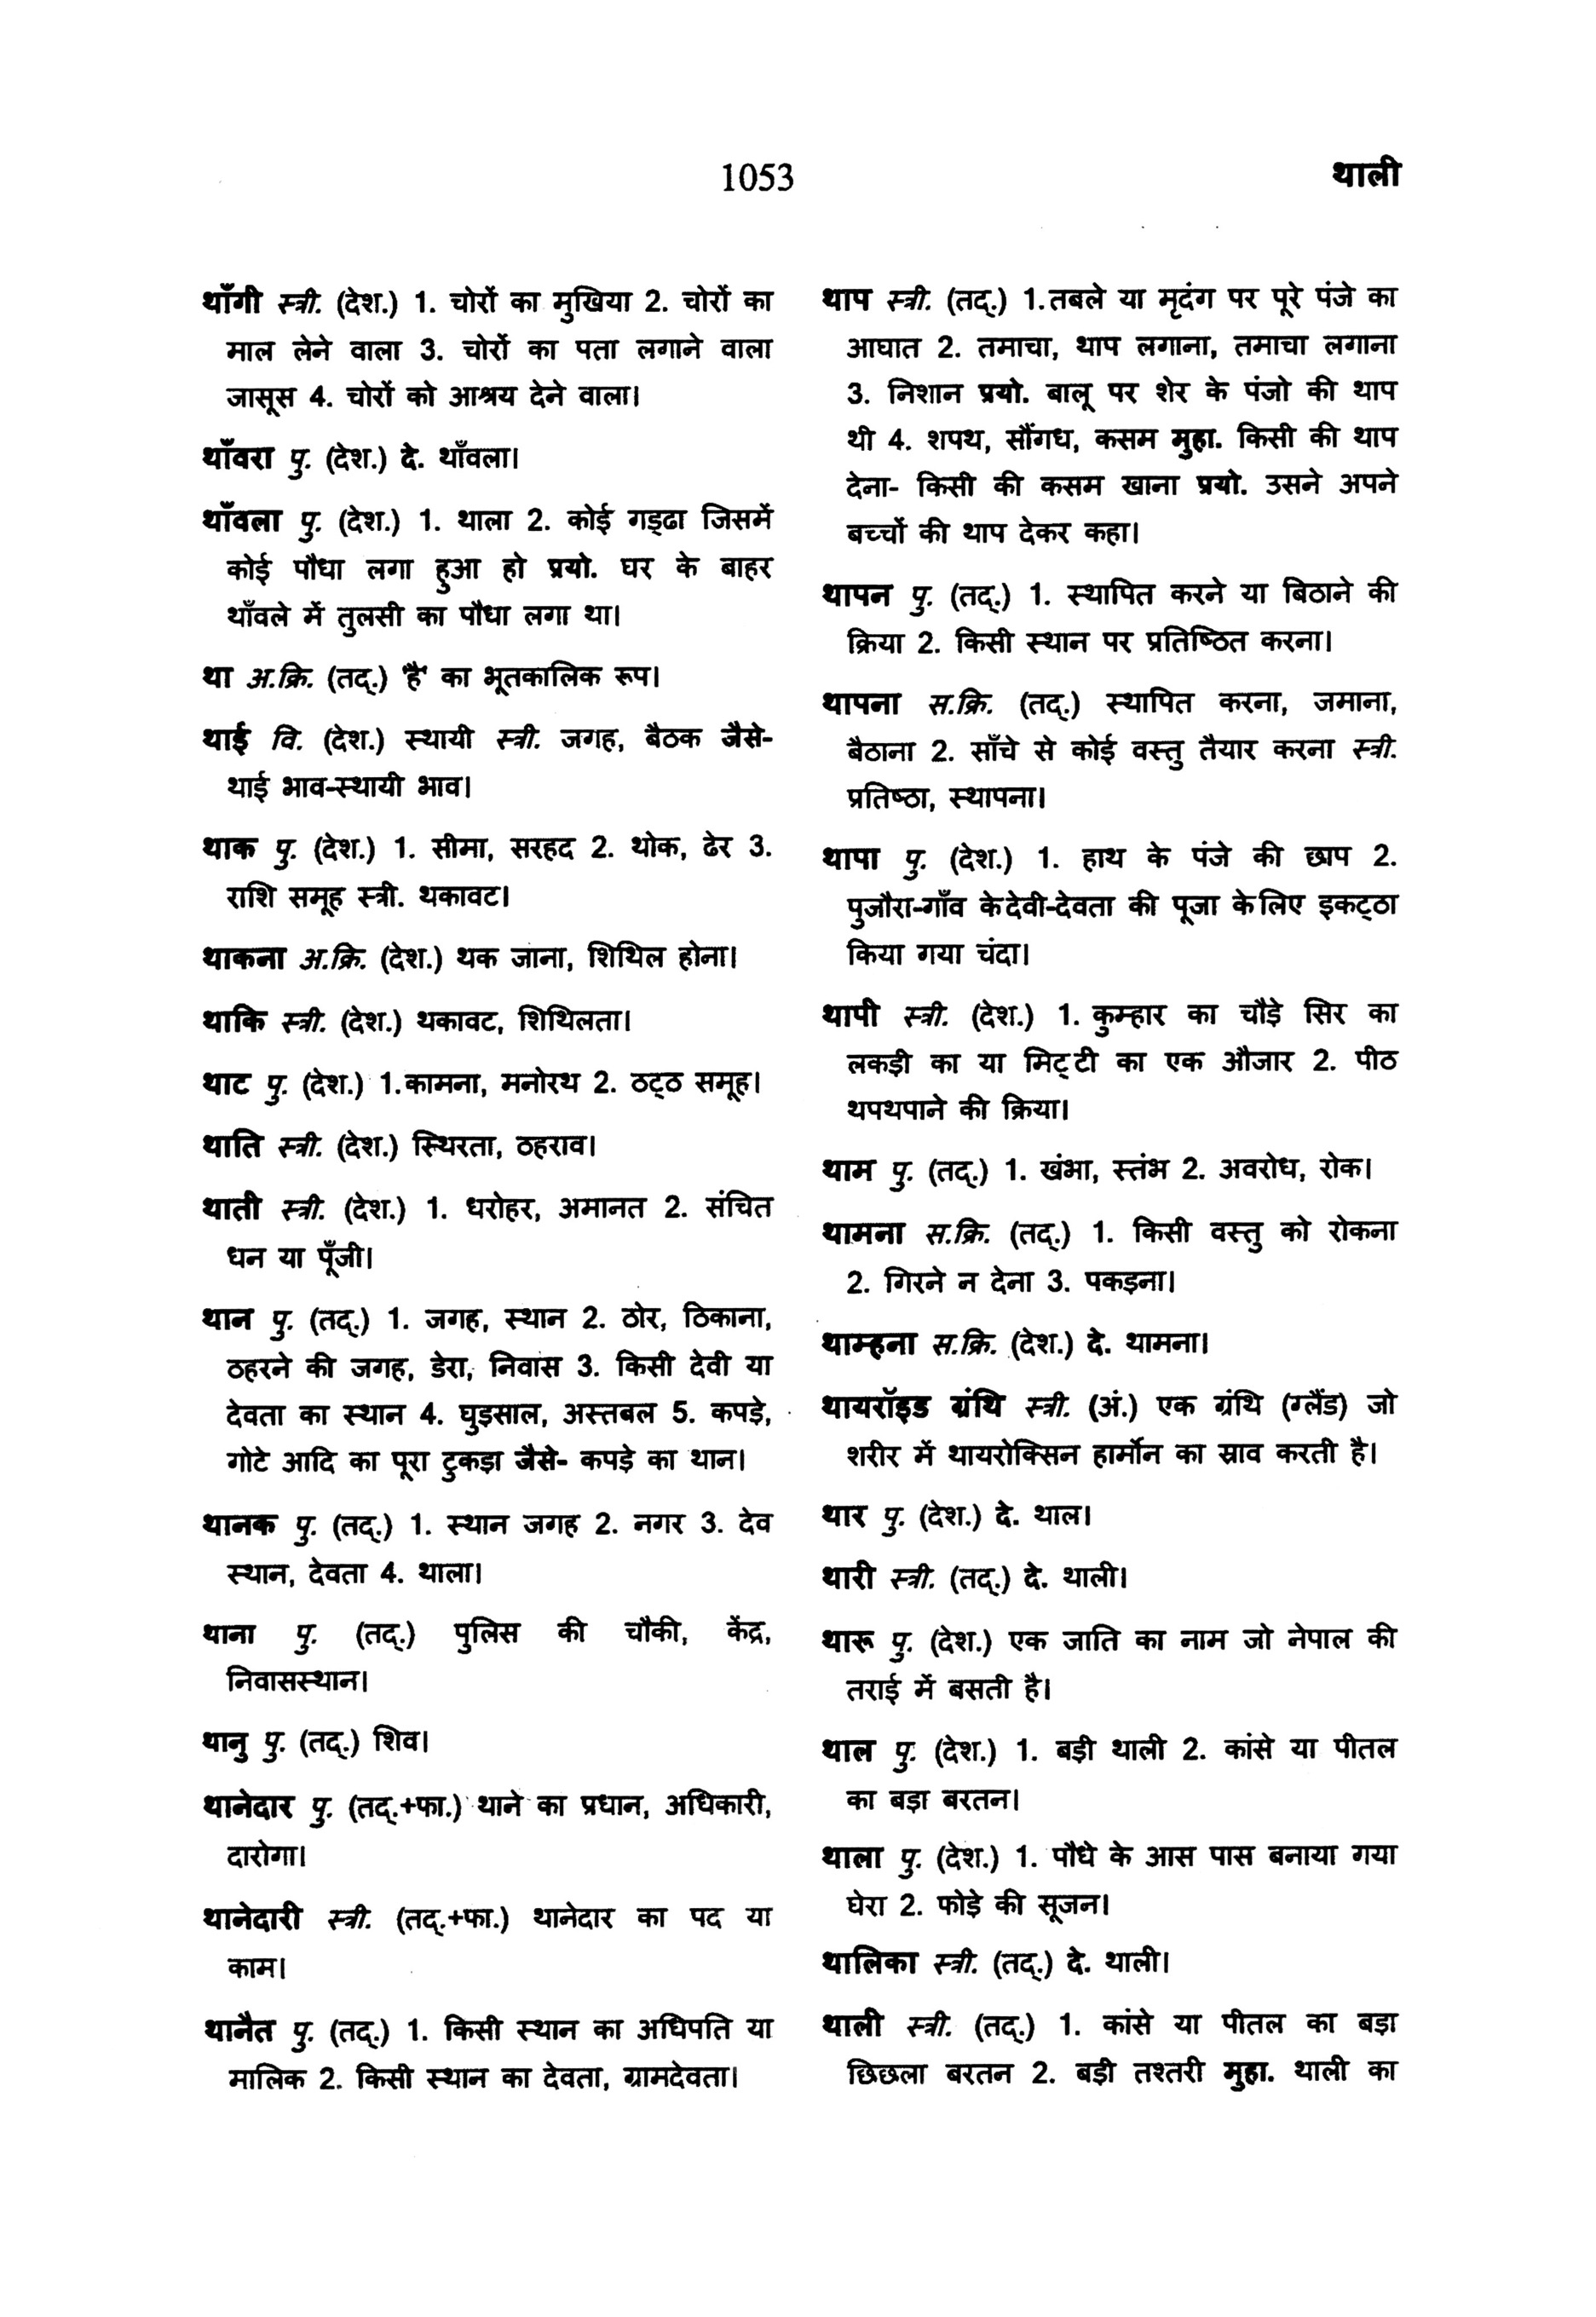 1053
थाली
थाँगी स्त्री. (देश.) 1. चोरों का मुखिया 2. चोरों का
माल लेने वाला 3. चोरों का पता लगाने वाला
जासूस 4. चोरों को आश्रय देने वाला।
थाँवरा पु. (देश.) दे. थाँवला।
थाँवला पु. (देश.) 1. थाला 2. कोई गड्ढा जिसमें
कोई पौधा लगा हुआ हो प्रयो. घर के बाहर
थाँवले में तुलसी का पौधा लगा था।
था अ.क्रि. (तद्.) 'है' का भूतकालिक रूप।
थाई वि. (देश.) स्थायी स्त्री. जगह, बैठक जैसे-
थाई भाव-स्थायी भाव।
थाक पु. (देश.) 1. सीमा, सरहद 2. थोक, ढेर 3.
राशि समूह स्त्री. थकावट।
थाकना अ.क्रि. (देश.) थक जाना, शिथिल होना।
थाकि स्त्री. (देश.) थकावट, शिथिलता।
थाट पु. (देश.) 1.कामना, मनोरथ 2. ठट्ठ समूह।
थाति स्त्री. (देश.) स्थिरता, ठहराव।
थाती स्त्री. (देश.) 1. धरोहर, अमानत 2. संचित
धन या पूँजी।
थान पु. (तद्.) 1. जगह, स्थान 2. ठोर, ठिकाना,
ठहरने की जगह, डेरा, निवास 3. किसी देवी या
देवता का स्थान 4. घुड़साल, अस्तबल 5. कपड़े,
गोटे आदि का पूरा टुकड़ा जैसे- कपड़े का थान।
थानक पु. (तद्.) 1. स्थान जगह 2. नगर 3. देव
स्थान, देवता 4. थाला।
थाना पु. (तद्.) पुलिस की चौकी, केंद्र,
निवासस्थान।
थानु पु. (तद्.) शिव।
थानेदार पु. (तद्.+फा.) थाने का प्रधान, अधिकारी,
दारोगा।
थानेदारी स्त्री. (तद्.+फा.) थानेदार का पद या
काम।
थानैत पु. (तद्.) 1. किसी स्थान का अधिपति या
मालिक 2. किसी स्थान का देवता, ग्रामदेवता।
थाप स्त्री. (तद्.) 1.तबले या मृदंग पर पूरे पंजे का
आघात 2. तमाचा, थाप लगाना, तमाचा लगाना
3. निशान प्रयो. बालू पर शेर के पंजो की थाप
थी 4. शपथ, सौंगध, कसम मुहा. किसी की थाप
देना- किसी की कसम खाना प्रयो. उसने अपने
बच्चों की थाप देकर कहा।
थापन पु. (तद्.) 1. स्थापित करने या बिठाने की
क्रिया 2. किसी स्थान पर प्रतिष्ठित करना।
थापना स.क्रि. (तद्.) स्थापित करना, जमाना,
बैठाना 2. साँचे से कोई वस्तु तैयार करना स्त्री.
प्रतिष्ठा, स्थापना।
थापा पु. (देश.) 1. हाथ के पंजे की छाप 2.
पुजौरा-गाँव के देवी-देवता की पूजा के लिए इकट्ठा
किया गया चंदा।
थापी स्त्री. (देश.) 1. कुम्हार का चौड़े सिर का
लकड़ी का या मिट्टी का एक औजार 2. पीठ
थपथपाने की क्रिया।
थाम पु. (तद्.) 1. खंभा, स्तंभ 2. अवरोध, रोक।
थामना स.क्रि. (तद्.) 1. किसी वस्तु को रोकना
2. गिरने न देना 3. पकड़ना।
थाम्हना स.क्रि. (देश.) दे. थामना।
थायरॉइड ग्रंथि स्त्री. (अं.) एक ग्रंथि (ग्लैंड) जो
शरीर में थायरोक्सिन हार्मोन का स्राव करती है।
थार पु. (देश.) दे. थाल।
थारी स्त्री. (तद्.) दे. थाली।
थारू पु. (देश.) एक जाति का नाम जो नेपाल की
तराई में बसती है।
थाल पु. (देश.) 1. बड़ी थाली 2. कांसे या पीतल
का बड़ा बरतन।
थाला पु. (देश.) 1. पौधे के आस पास बनाया गया
घेरा 2. फोड़े की सूजन।
थालिका स्त्री. (तद्.) दे. थाली।
थाली स्त्री. (तद्.) 1. कांसे या पीतल का बड़ा
छिछला बरतन 2. बड़ी तश्तरी मुहा. थाली का